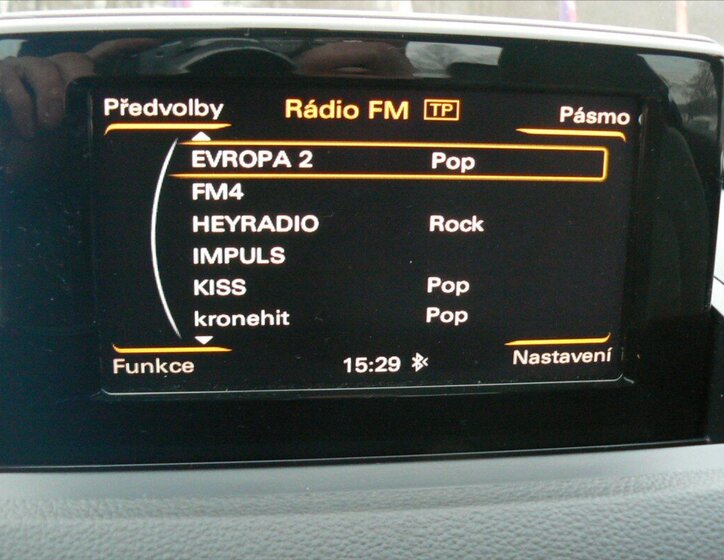 Předvolby Rádio FM TP Pásmo
EVROPA 2 Pop
FM4
HEYRADIO Rock
IMPULS
KISS Pop
kronehit Pop
Funkce 15:29 Nastavení